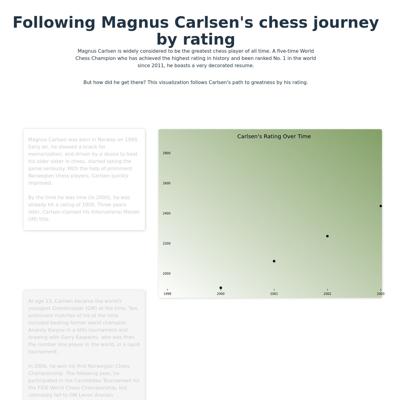 Following Magnus Carlsen's chess journey
by rating
Magnus Carlsen is widely considered to be the greatest chess player of all time. A five-time World
Chess Champion who has achieved the highest rating in history and been ranked No. 1 in the world
since 2011, he boasts a very decorated resume.
But how did he get there? This visualization follows Carlsen's path to greatness by his rating.
Magnus Carlsen was born in Norway in 1990.
Early on, he showed a knack for
memorization, and driven by a desire to beat
his older sister in chess, started taking the
game seriously. With the help of prominent
Norwegian chess players, Carlsen quickly
improved.
By the time he was nine (in 2000), he was
already hit a rating of 1900. Three years
later, Carlsen claimed his International Master
(IM) title.
Carlsen's Rating Over Time
2800
2600
2400
2200
2000
1999
2000
2001
2002
2003
At age 13, Carlsen became the world's
youngest Grandmaster (GM) at the time. Two
prominent matches of his at the time
included beating former world champion
Anatoly Karpov in a blitz tournament and
drawing with Garry Kasparov, who was then
the number one player in the world, in a rapid
tournament.
In 2006, he won his first Norwegian Chess
Championship. The following year, he
participated in the Candidates Tournament for
the FIDE World Chess Championship, but
ultimately fell to GM Levon Aronian